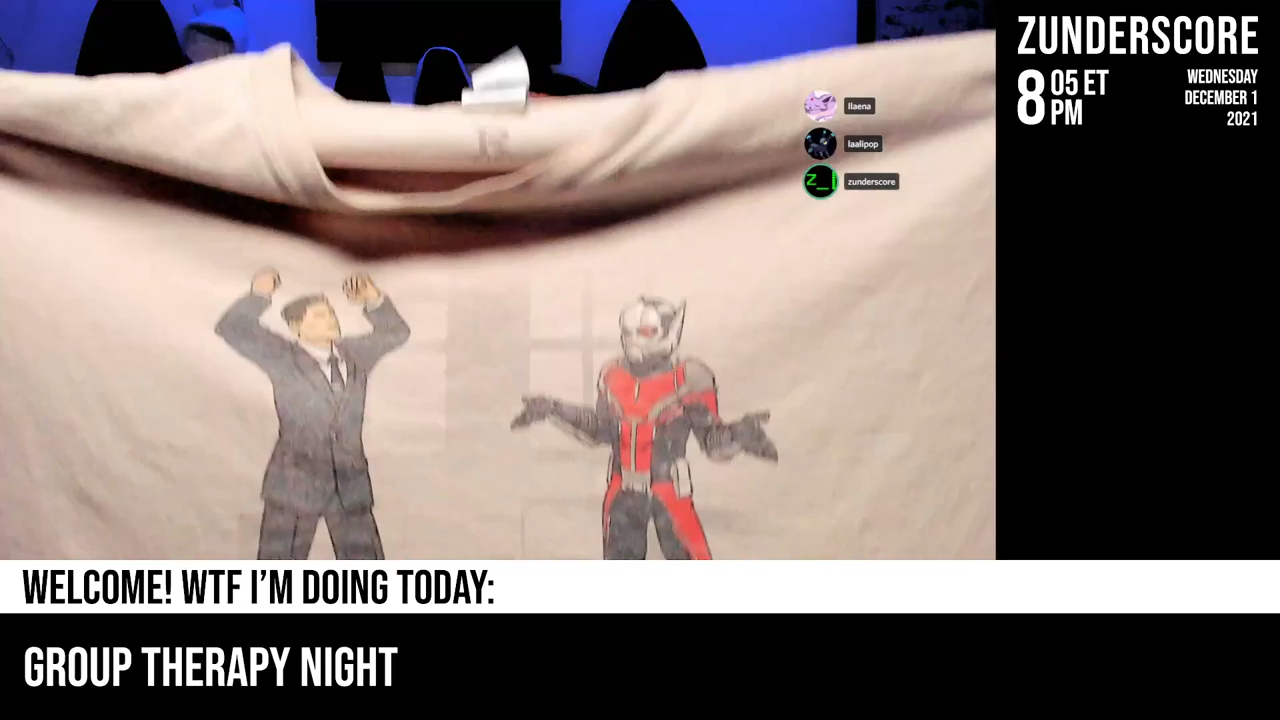 ZUNDERSCORE
8 05 ET
PM
WEDNESDAY
DECEMBER 1
2021
llaena
laalipop
zunderscore
Z_
WELCOME! WTF I'M DOING TODAY:
GROUP THERAPY NIGHT